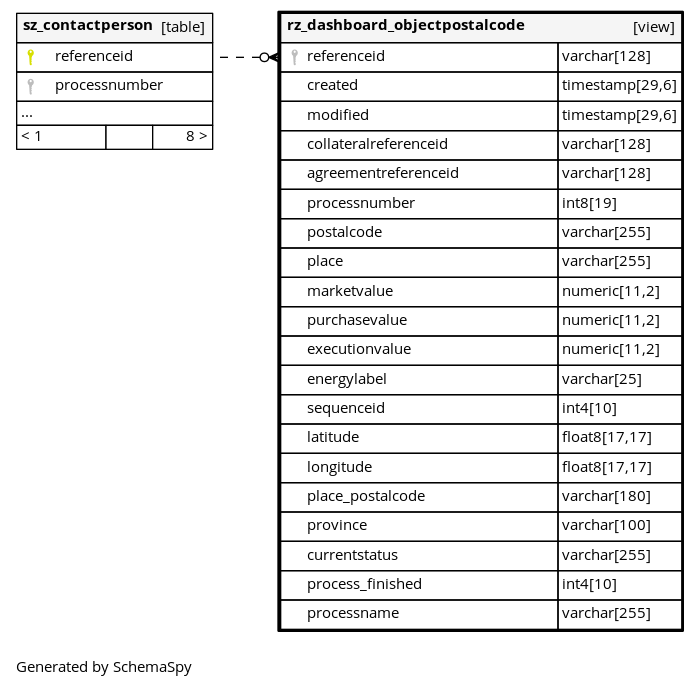 sz_contactperson [table]
referenceid
processnumber
...
< 1 8 >
rz_dashboard_objectpostalcode [view]
referenceid varchar[128]
created timestamp[29,6]
modified timestamp[29,6]
collateralreferenceid varchar[128]
agreementreferenceid varchar[128]
processnumber int8[19]
postalcode varchar[255]
place varchar[255]
marketvalue numeric[11,2]
purchasevalue numeric[11,2]
executionvalue numeric[11,2]
energylabel varchar[25]
sequenceid int4[10]
latitude float8[17,17]
longitude float8[17,17]
place_postalcode varchar[180]
province varchar[100]
currentstatus varchar[255]
process_finished int4[10]
processname varchar[255]
Generated by SchemaSpy